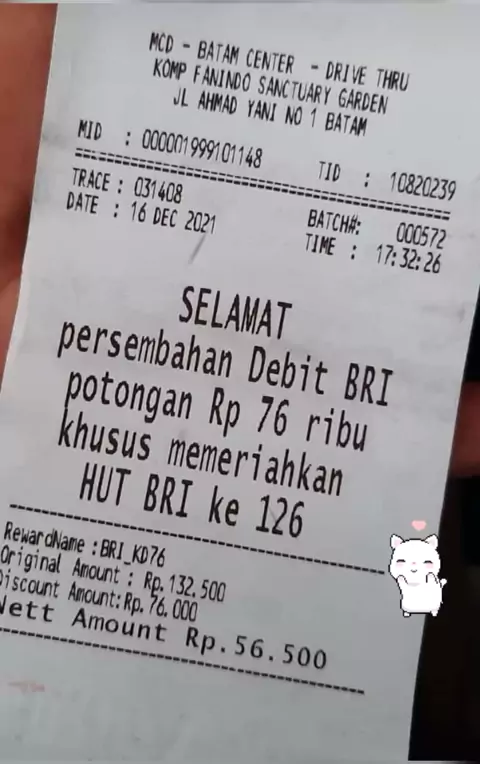 MCD - BATAM CENTER - DRIVE THRU
KOMP FANINDO SANCTUARY GARDEN
JL AHMAD YANI NO 1 BATAM
MID : 000001999101148 TID : 10820239
TRACE : 031408 BATCH#: 000572
DATE : 16 DEC 2021 TIME : 17:32:26
SELAMAT
persembahan Debit BRI
potongan Rp 76 ribu
khusus memeriahkan
HUT BRI ke 126
RewardName :BRI_KD76
Original Amount : Rp.132.500
Discount Amount:Rp.76.000
Nett Amount Rp.56.500